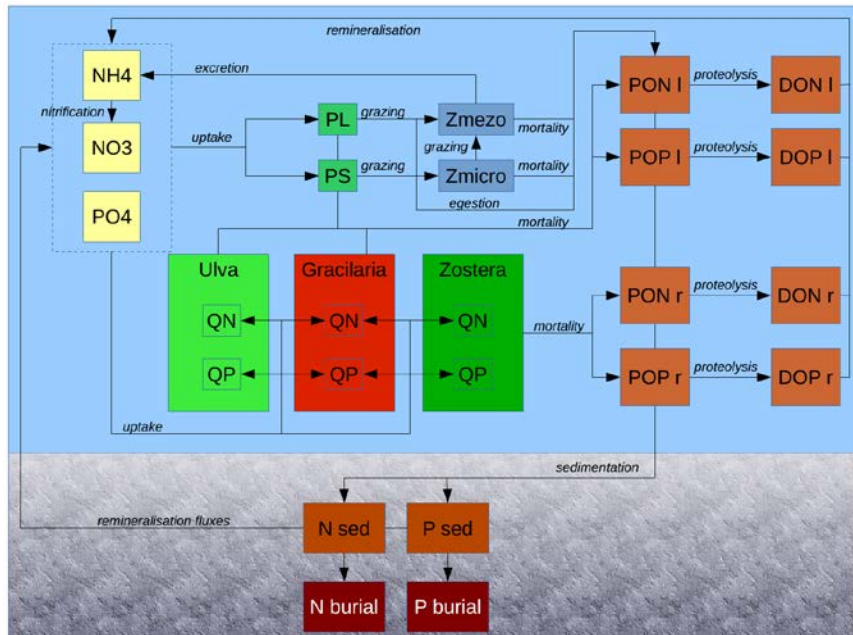 remineralisation
NH4
excretion
PON l
proteolysis
DON l
nitrification
PL
grazing
Zmezo
NO3
uptake
mortality
grazing
POP l
proteolysis
DOP l
PS
grazing
Zmicro
mortality
egestion
PO4
mortality
Ulva
Gracilaria
Zostera
PON r
proteolysis
DON r
QN
QN
QN
mortality
QP
QP
QP
POP r
proteolysis
DOP r
uptake
sedimentation
remineralisation fluxes
N sed
P sed
N burial
P burial